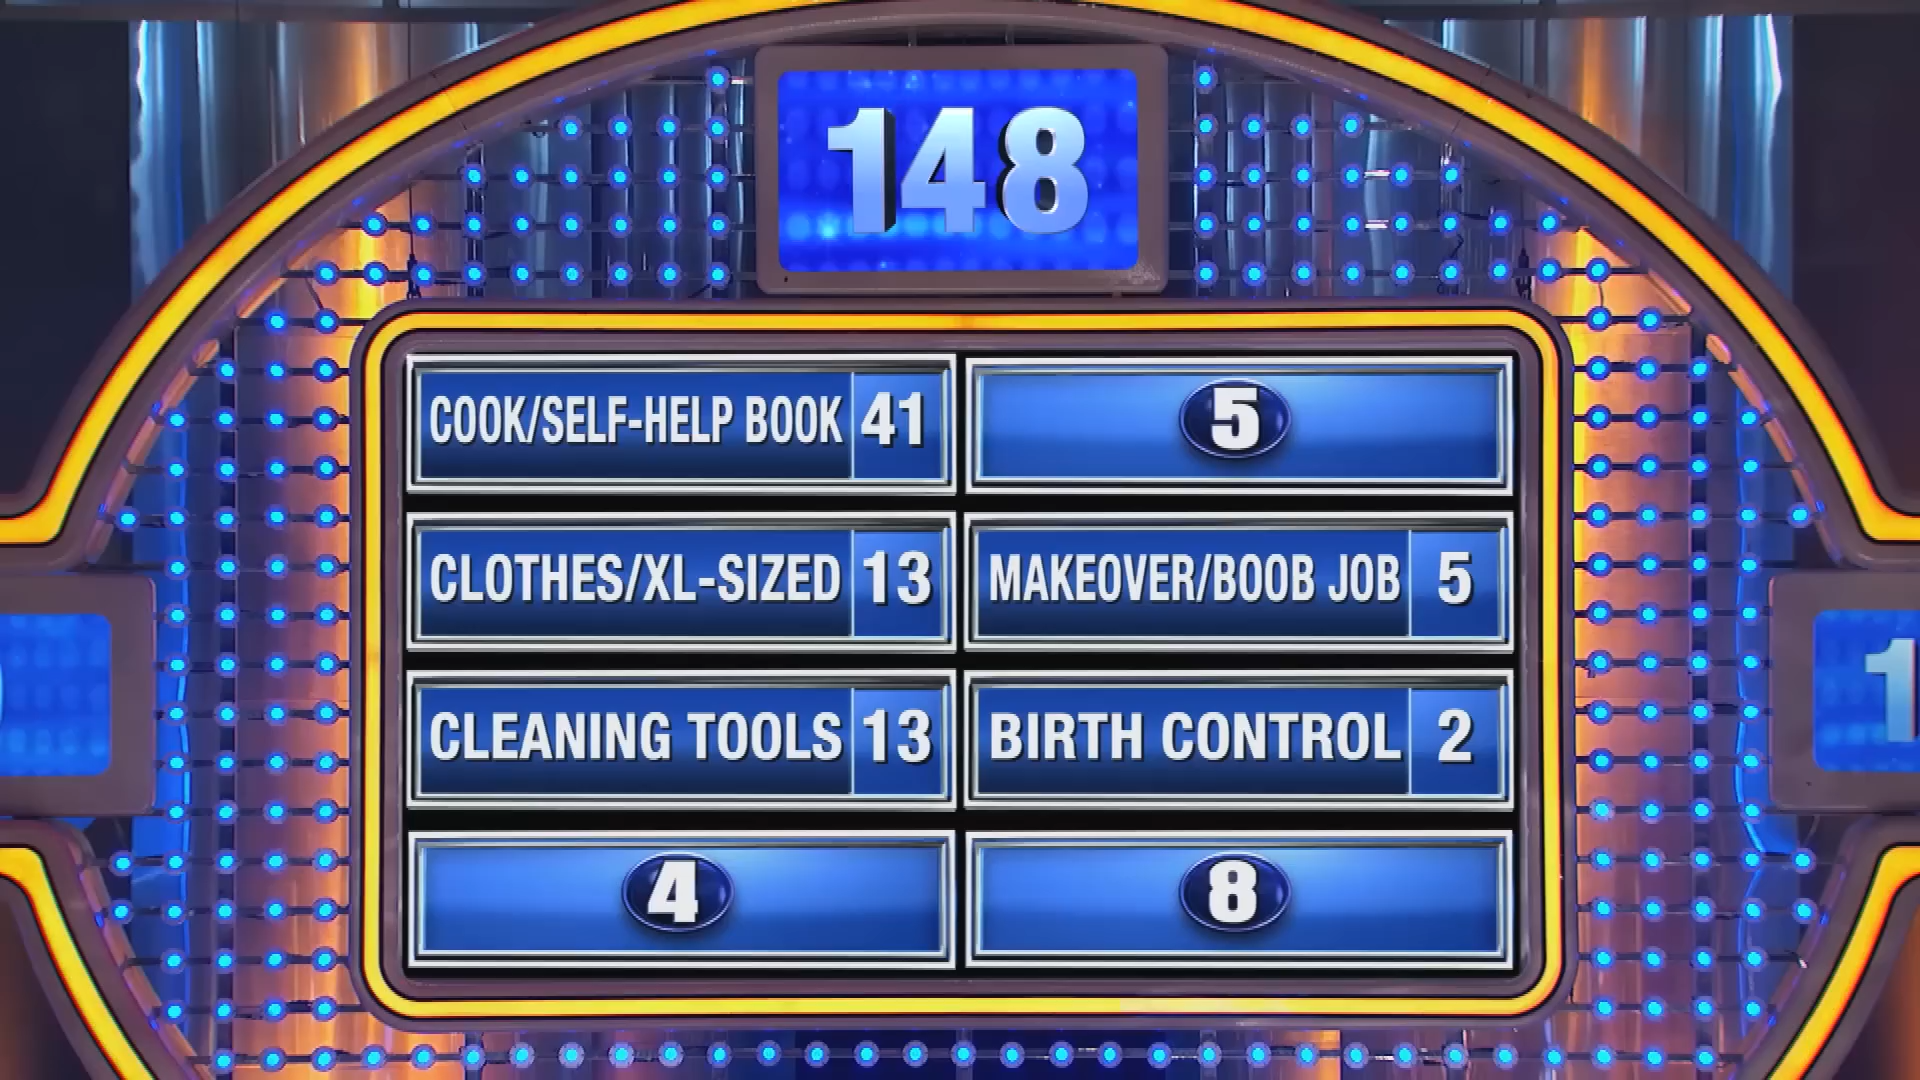 148
COOK/SELF-HELP BOOK 41
5
CLOTHES/XL-SIZED 13
MAKEOVER/BOOB JOB 5
CLEANING TOOLS 13
BIRTH CONTROL 2
4
8
1